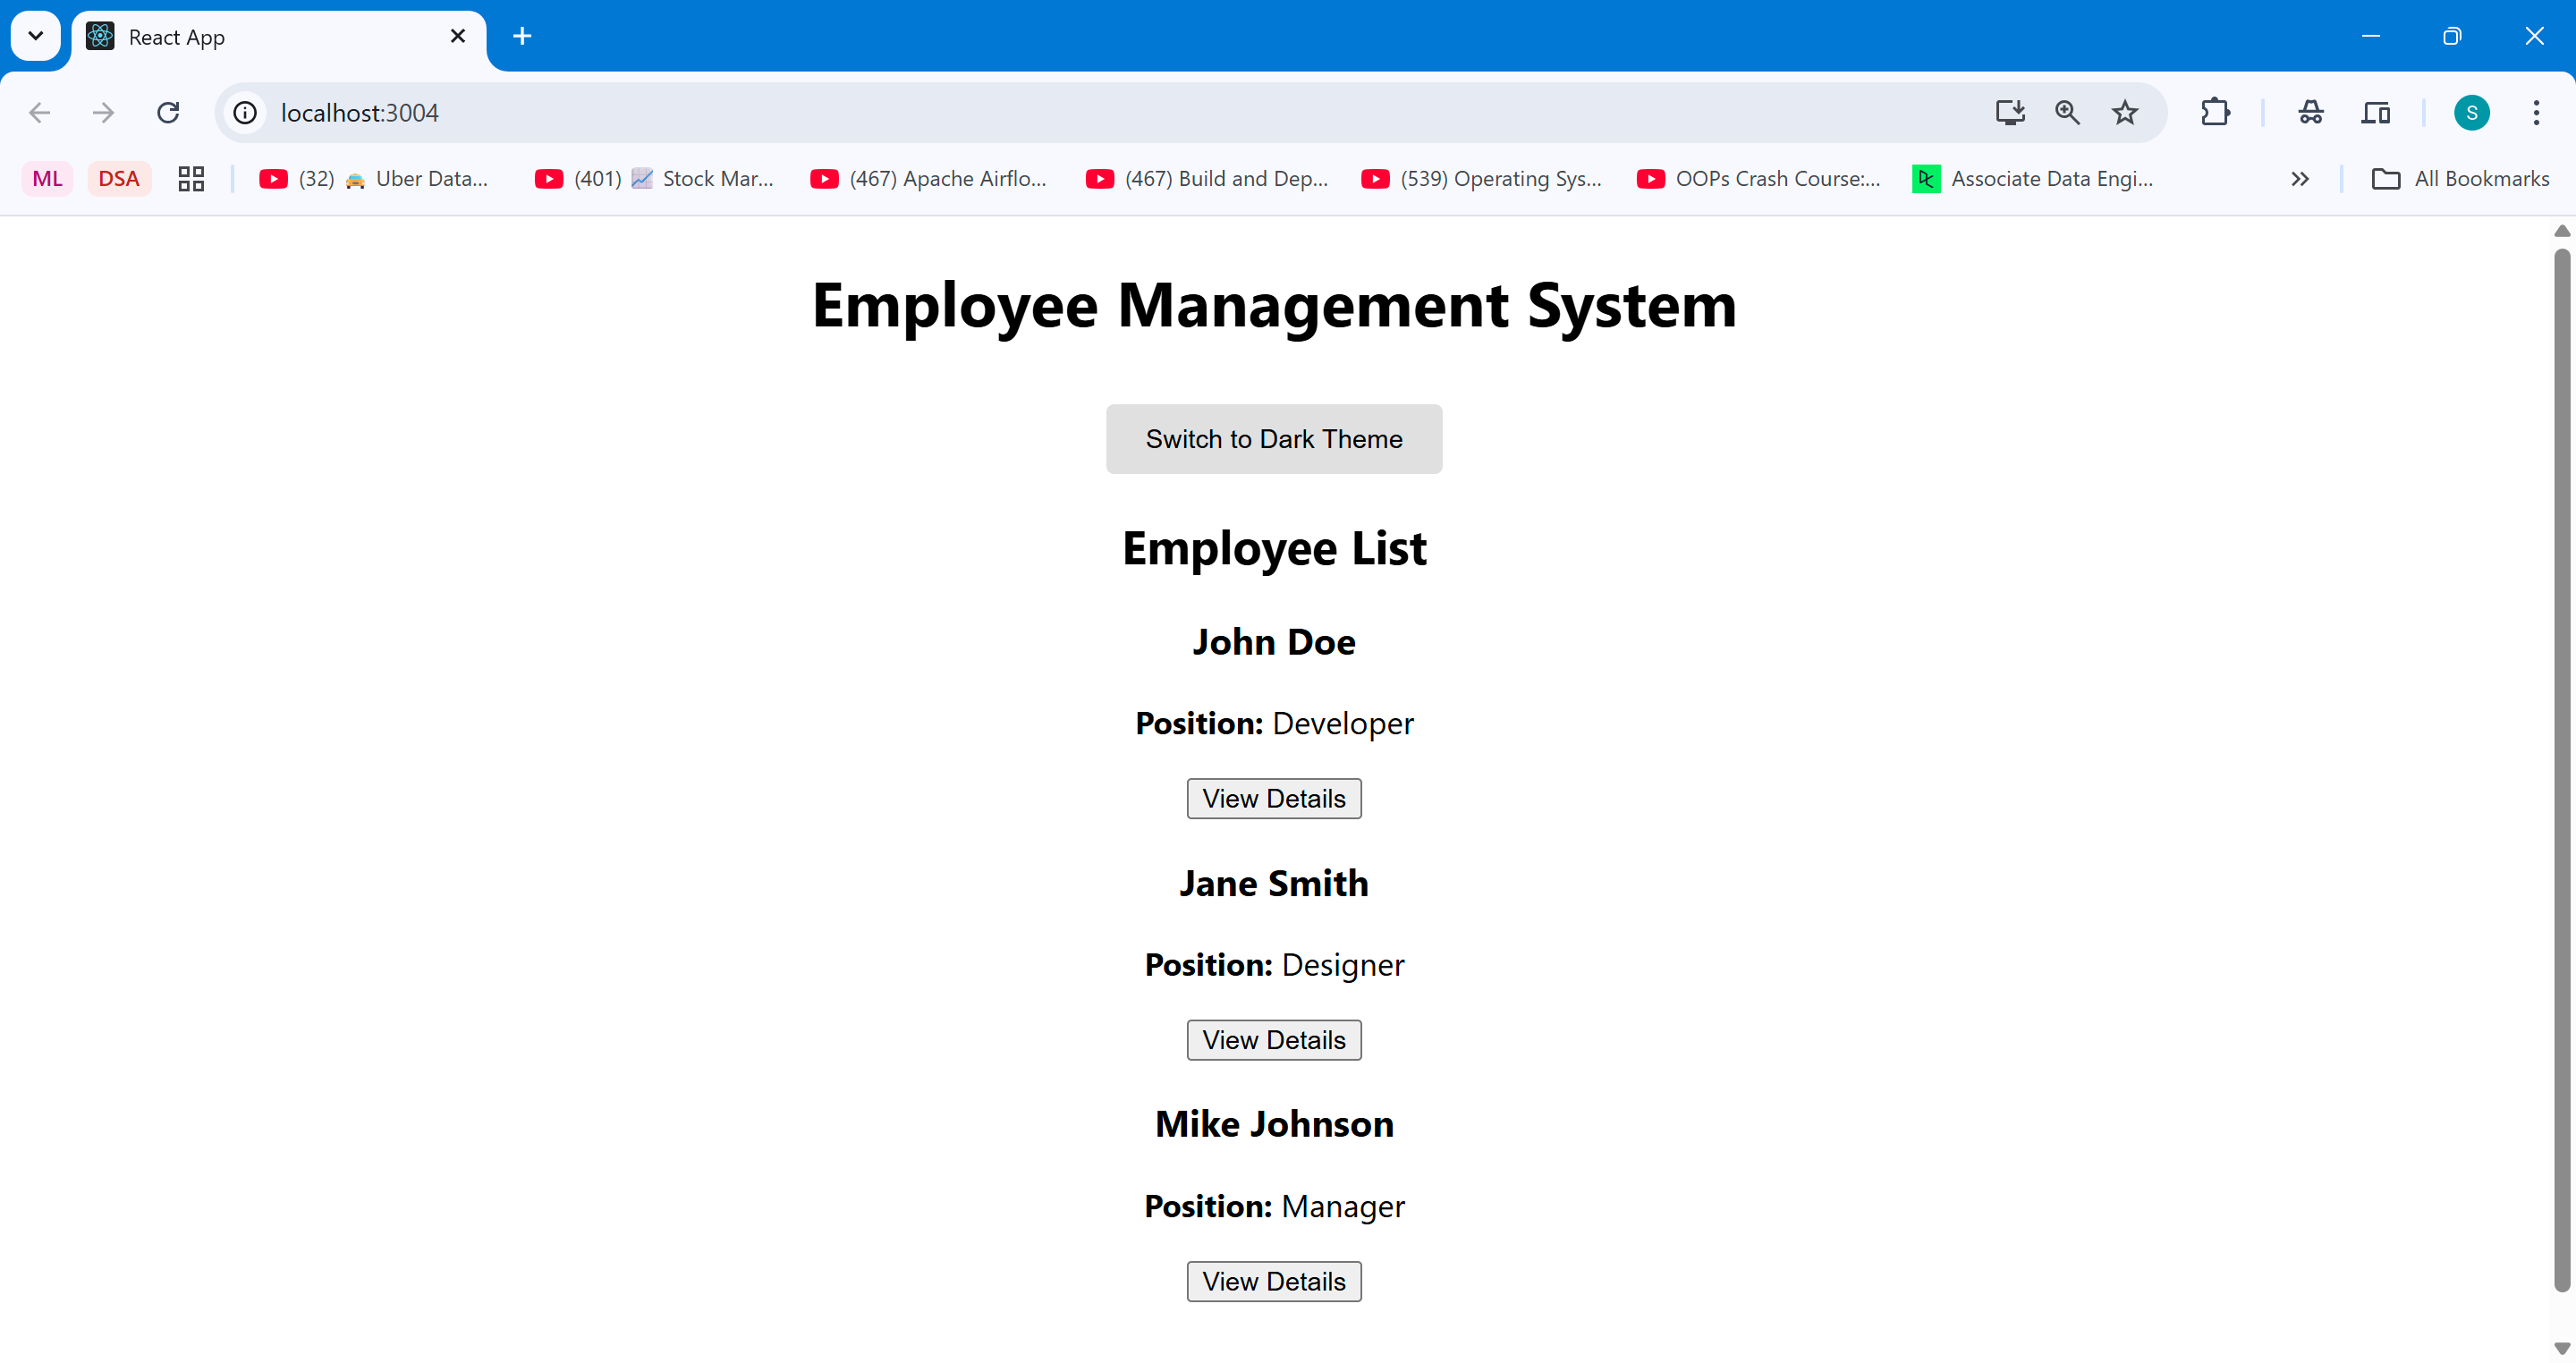 React App
localhost:3004
ML DSA (32) 🚖 Uber Data... (401) 📈 Stock Mar... (467) Apache Airflo... (467) Build and Dep... (539) Operating Sys... OOPs Crash Course:... Associate Data Engi... All Bookmarks
S
Employee Management System
Switch to Dark Theme
Employee List
John Doe
Position: Developer
View Details
Jane Smith
Position: Designer
View Details
Mike Johnson
Position: Manager
View Details